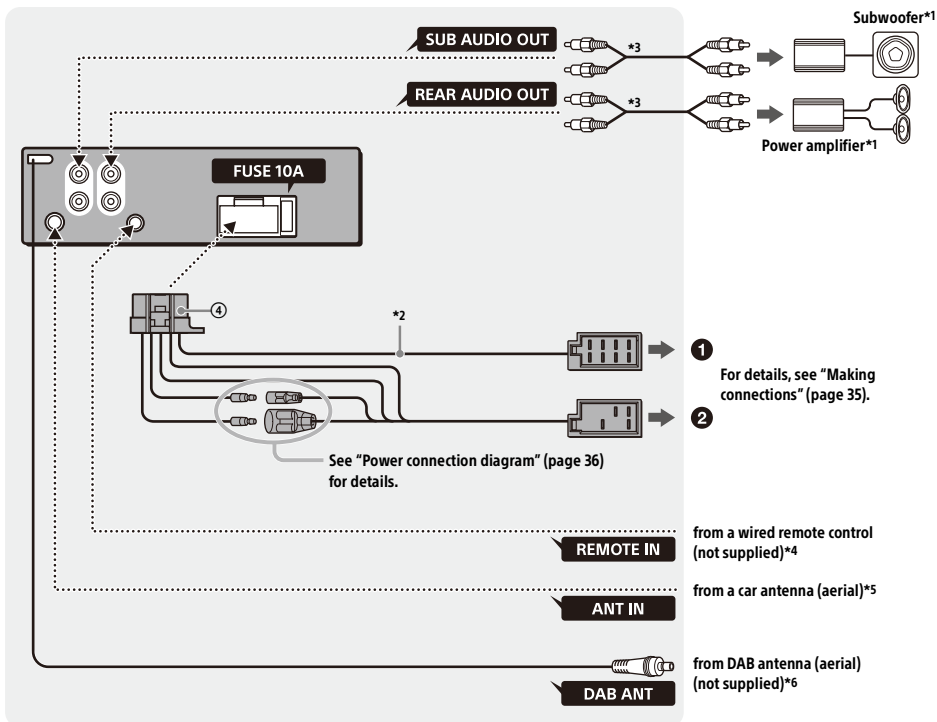 Subwoofer*1
SUB AUDIO OUT
*3
REAR AUDIO OUT
*3
Power amplifier*1
FUSE 10A
④
*2
❶
For details, see “Making
connections” (page 35).
❷
See “Power connection diagram” (page 36)
for details.
from a wired remote control
(not supplied)*4
REMOTE IN
from a car antenna (aerial)*5
ANT IN
from DAB antenna (aerial)
(not supplied)*6
DAB ANT